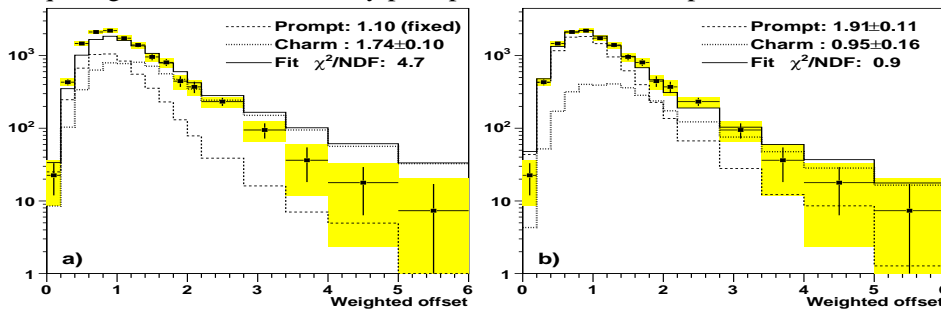 Prompt: 1.10 (fixed)
Charm : 1.74±0.10
Fit χ²/NDF: 4.7
10³
10²
10
1
a)
0 1 2 3 4 5 6
Weighted offset
Prompt: 1.91±0.11
Charm : 0.95±0.16
Fit χ²/NDF: 0.9
10³
10²
10
1
b)
0 1 2 3 4 5 6
Weighted offset